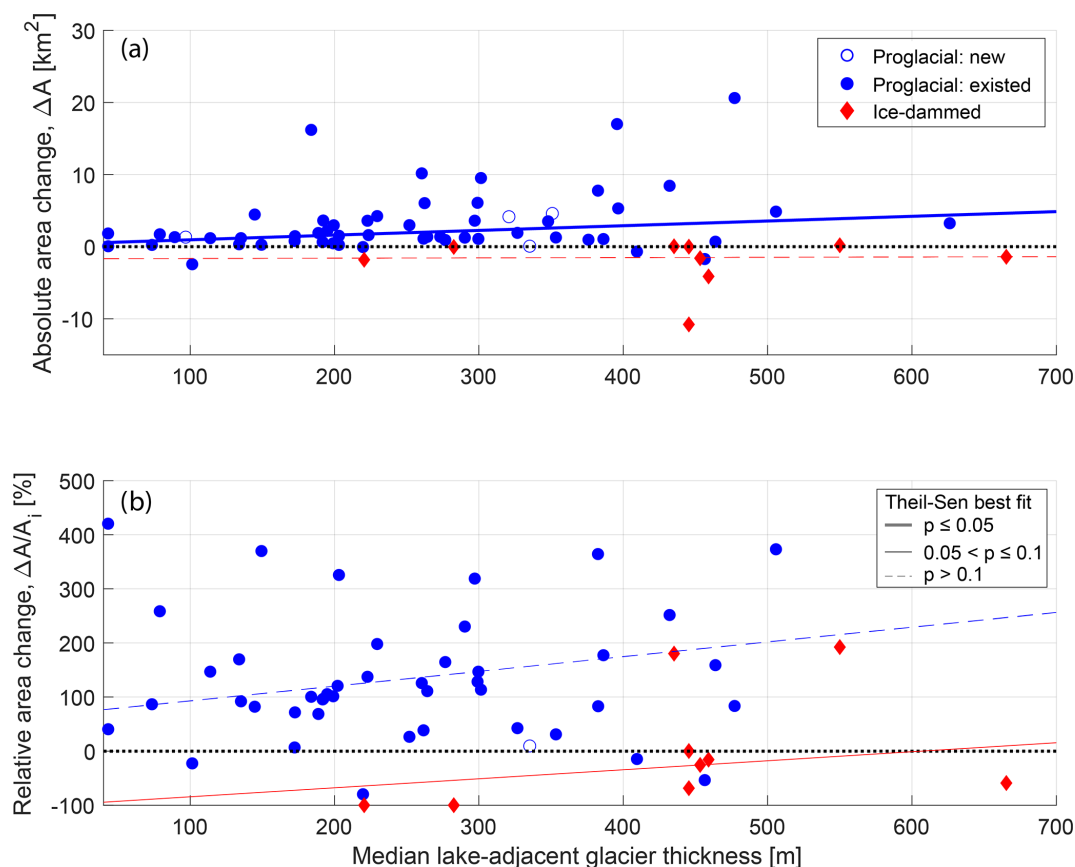 (a)
Absolute area change, ΔA [km²]
30
20
10
0
-10
Proglacial: new
Proglacial: existed
Ice-dammed
100 200 300 400 500 600 700
(b)
Relative area change, ΔA/Aᵢ [%]
500
400
300
200
100
0
-100
Theil-Sen best fit
p ≤ 0.05
0.05 < p ≤ 0.1
p > 0.1
100 200 300 400 500 600 700
Median lake-adjacent glacier thickness [m]